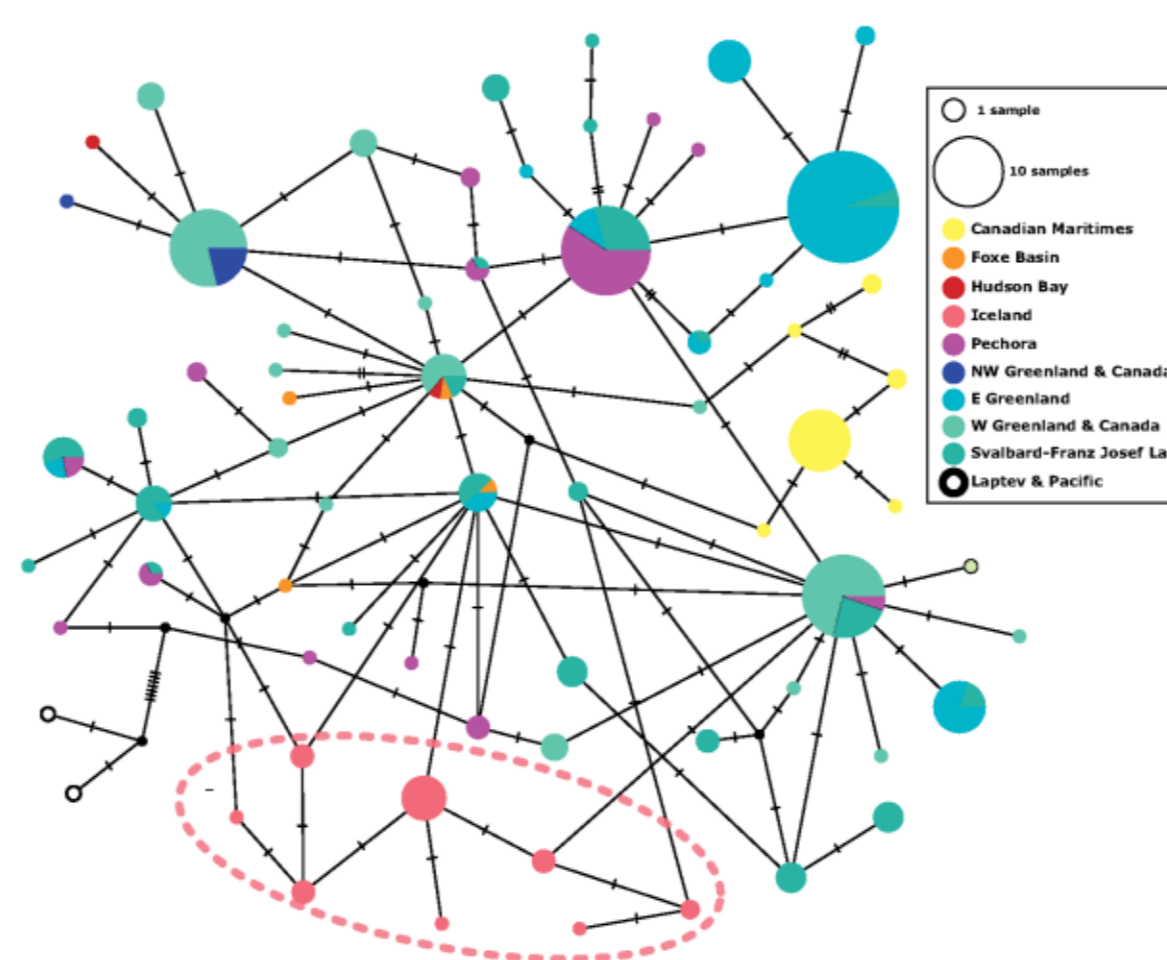 1 sample
10 samples
Canadian Maritimes
Foxe Basin
Hudson Bay
Iceland
Pechora
NW Greenland & Canada
E Greenland
W Greenland & Canada
Svalbard-Franz Josef La
Laptev & Pacific